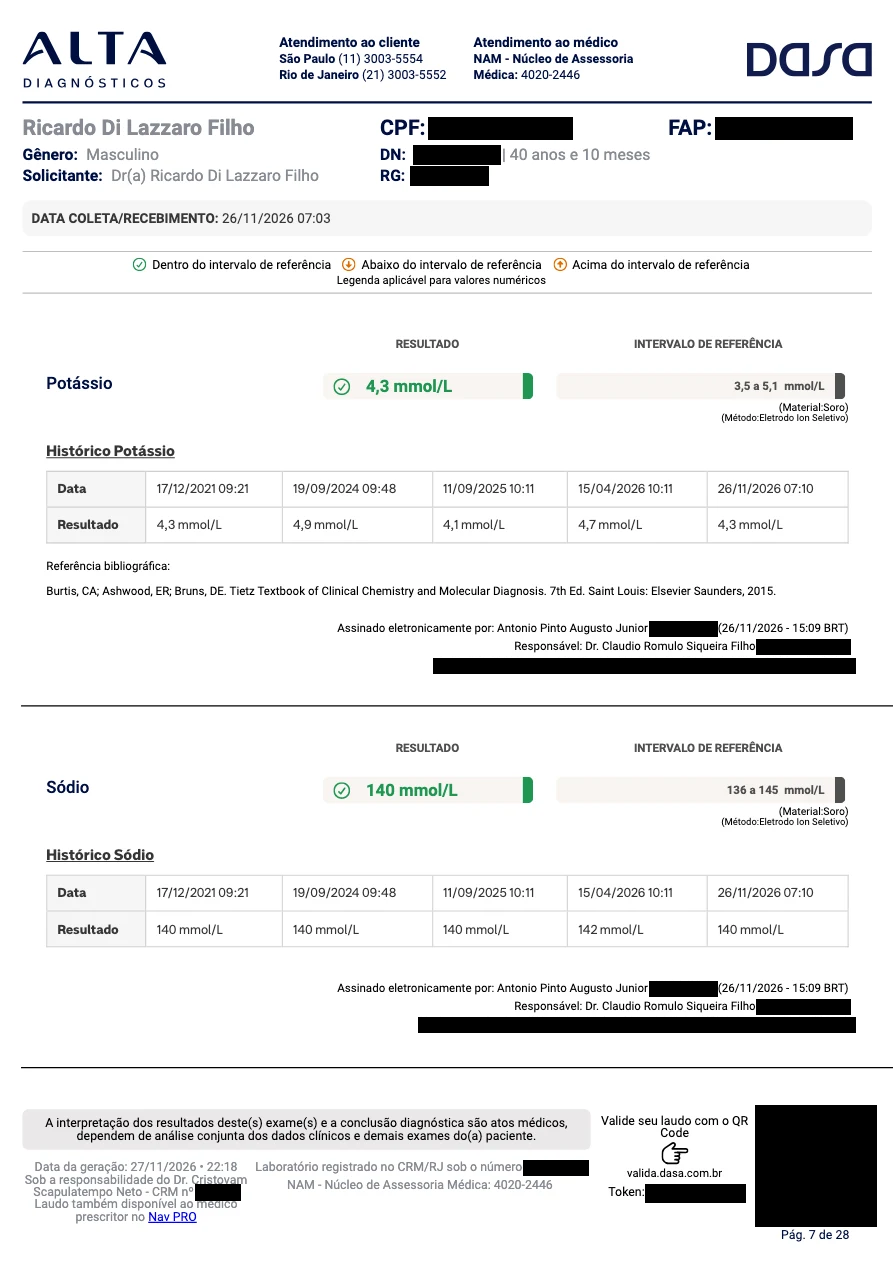 ALTA
DIAGNÓSTICOS
Atendimento ao cliente
São Paulo (11) 3003-5554
Rio de Janeiro (21) 3003-5552
Atendimento ao médico
NAM - Núcleo de Assessoria
Médica: 4020-2446
DASA
Ricardo Di Lazzaro Filho
CPF:
FAP:
Gênero: Masculino
DN: | 40 anos e 10 meses
Solicitante: Dr(a) Ricardo Di Lazzaro Filho
RG:
DATA COLETA/RECEBIMENTO: 26/11/2026 07:03
Dentro do intervalo de referência Abaixo do intervalo de referência Acima do intervalo de referência
Legenda aplicável para valores numéricos
RESULTADO INTERVALO DE REFERÊNCIA
Potássio 4,3 mmol/L 3,5 a 5,1 mmol/L
(Material:Soro)
(Método:Eletrodo Ion Seletivo)
Histórico Potássio
Data 17/12/2021 09:21 19/09/2024 09:48 11/09/2025 10:11 15/04/2026 10:11 26/11/2026 07:10
Resultado 4,3 mmol/L 4,9 mmol/L 4,1 mmol/L 4,7 mmol/L 4,3 mmol/L
Referência bibliográfica:
Burtis, CA; Ashwood, ER; Bruns, DE. Tietz Textbook of Clinical Chemistry and Molecular Diagnosis. 7th Ed. Saint Louis: Elsevier Saunders, 2015.
Assinado eletronicamente por: Antonio Pinto Augusto Junior (26/11/2026 - 15:09 BRT)
Responsável: Dr. Claudio Romulo Siqueira Filho
RESULTADO INTERVALO DE REFERÊNCIA
Sódio 140 mmol/L 136 a 145 mmol/L
(Material:Soro)
(Método:Eletrodo Ion Seletivo)
Histórico Sódio
Data 17/12/2021 09:21 19/09/2024 09:48 11/09/2025 10:11 15/04/2026 10:11 26/11/2026 07:10
Resultado 140 mmol/L 140 mmol/L 140 mmol/L 142 mmol/L 140 mmol/L
Assinado eletronicamente por: Antonio Pinto Augusto Junior (26/11/2026 - 15:09 BRT)
Responsável: Dr. Claudio Romulo Siqueira Filho
A interpretação dos resultados deste(s) exame(s) e a conclusão diagnóstica são atos médicos,
dependem de análise conjunta dos dados clínicos e demais exames do(a) paciente.
Data da geração: 27/11/2026 • 22:18
Sob a responsabilidade do Dr. Cristovam
Scapulatempo Neto - CRM nº
Laudo também disponível ao médico
prescritor no Nav PRO
Laboratório registrado no CRM/RJ sob o número
NAM - Núcleo de Assessoria Médica: 4020-2446
Valide seu laudo com o QR
Code
valida.dasa.com.br
Token:
Pág. 7 de 28